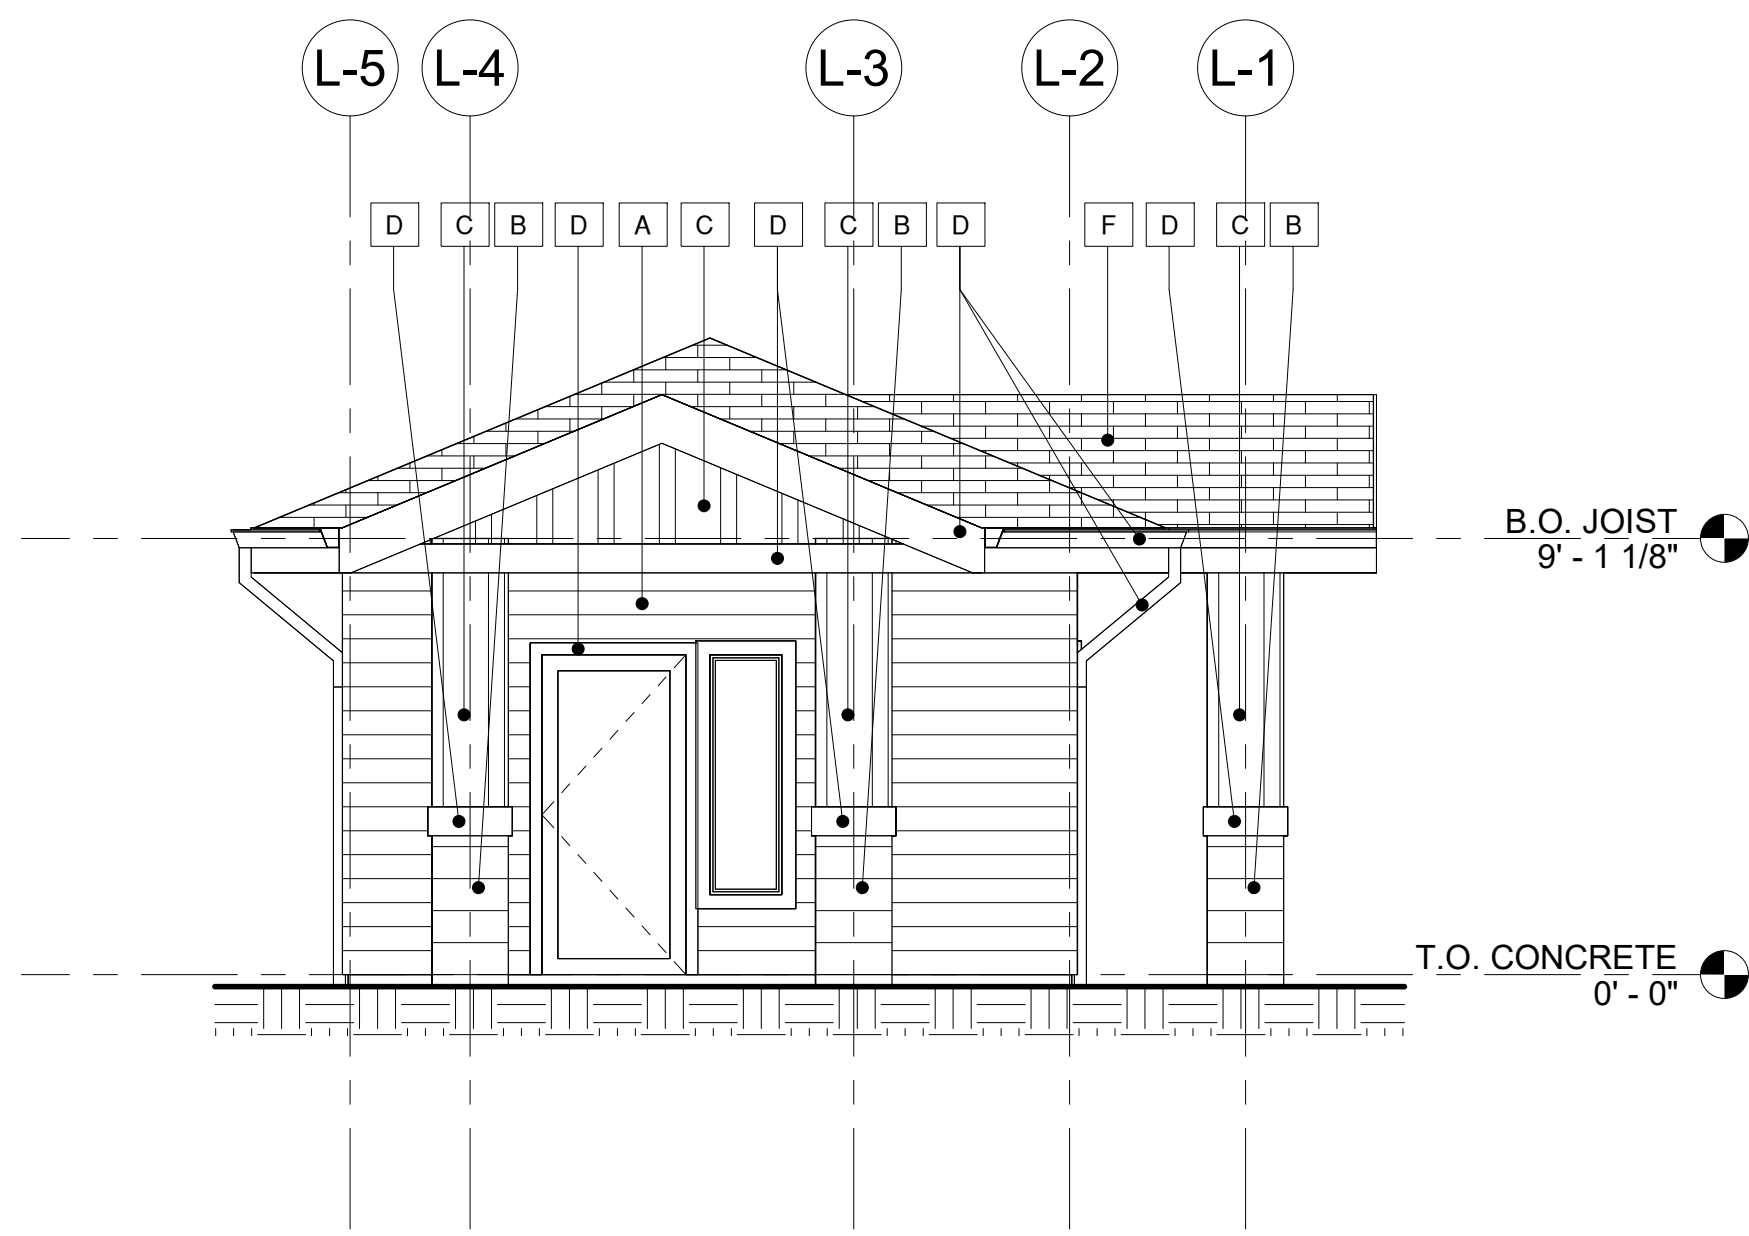 L-5 L-4 L-3 L-2 L-1
D C B D A C D C B D F D C B
B.O. JOIST
9' - 1 1/8"
T.O. CONCRETE
0' - 0"